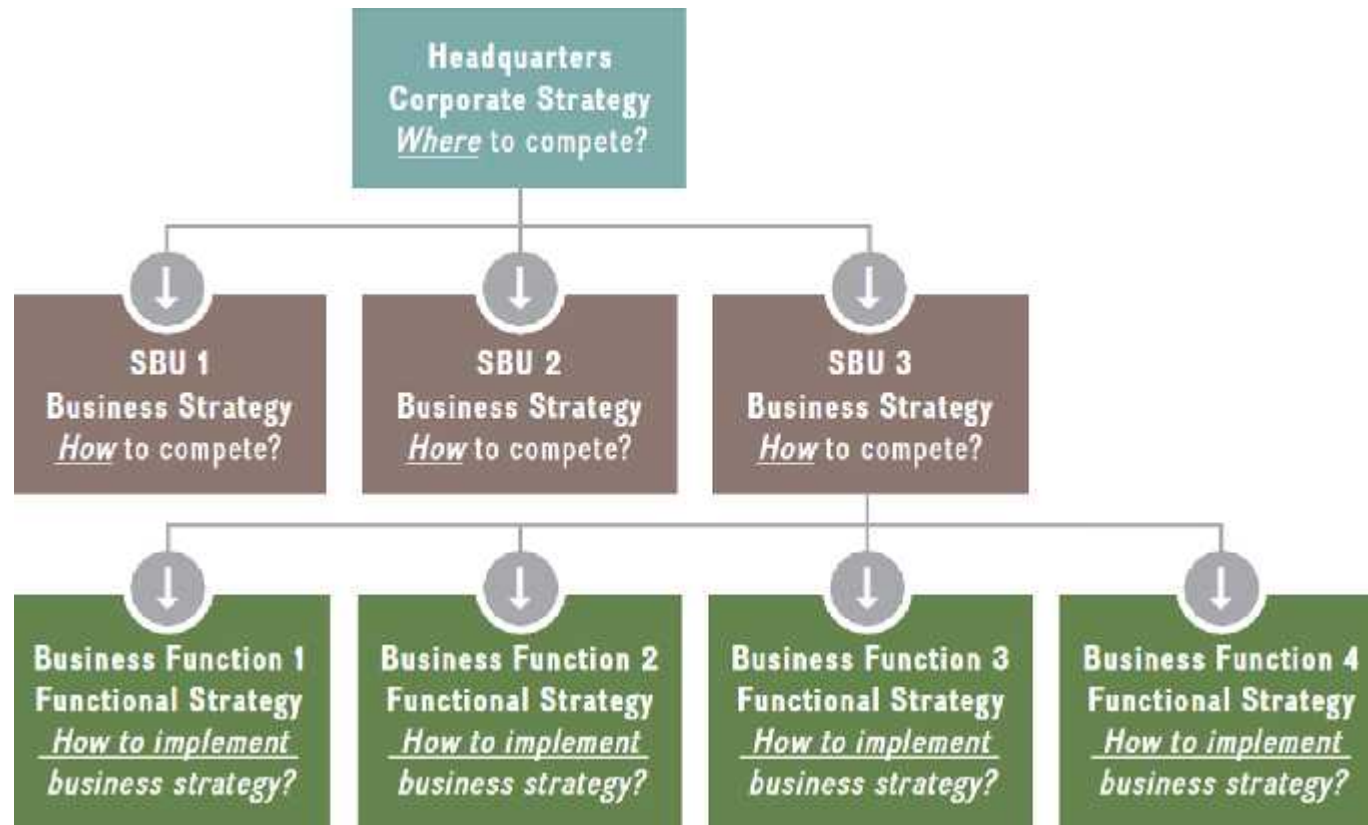 Headquarters
Corporate Strategy
Where to compete?
SBU 1
Business Strategy
How to compete?
SBU 2
Business Strategy
How to compete?
SBU 3
Business Strategy
How to compete?
Business Function 1
Functional Strategy
How to implement
business strategy?
Business Function 2
Functional Strategy
How to implement
business strategy?
Business Function 3
Functional Strategy
How to implement
business strategy?
Business Function 4
Functional Strategy
How to implement
business strategy?